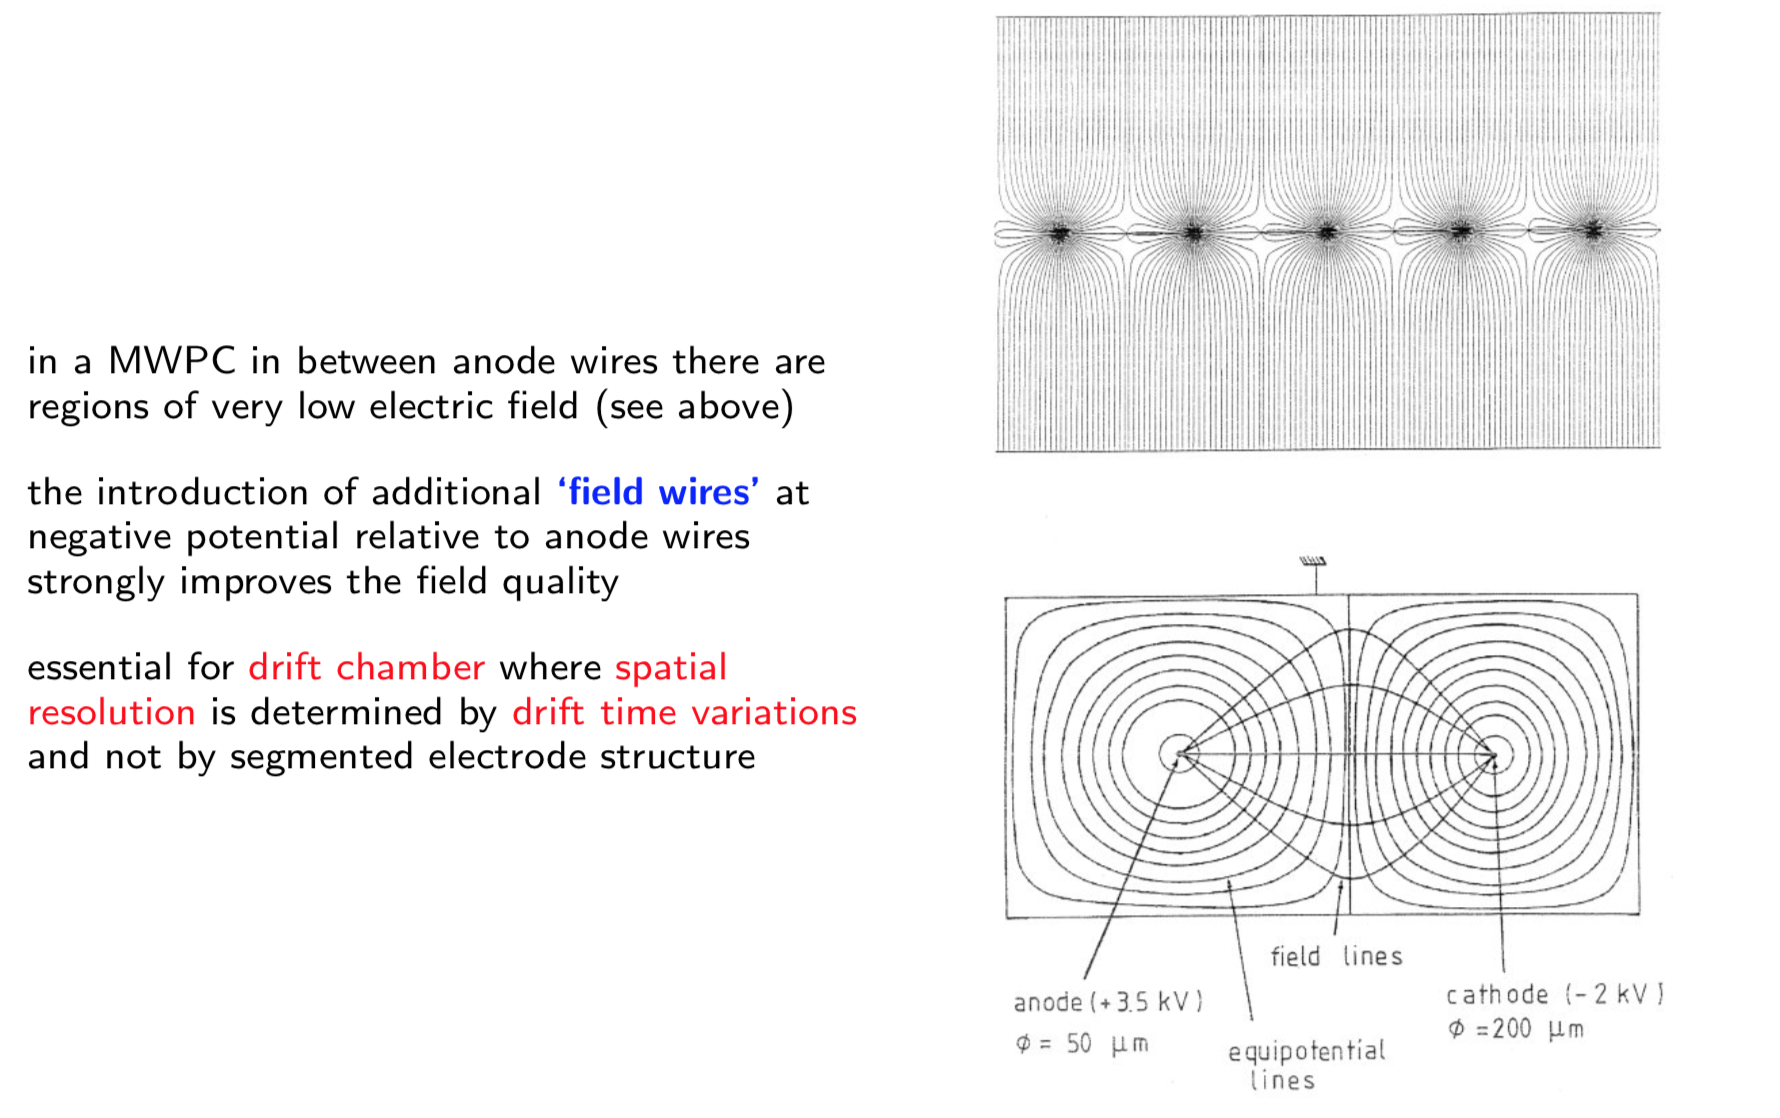 in a MWPC in between anode wires there are
regions of very low electric field (see above)
the introduction of additional ‘field wires’ at
negative potential relative to anode wires
strongly improves the field quality
essential for drift chamber where spatial
resolution is determined by drift time variations
and not by segmented electrode structure
field lines
anode (+3.5 kV)
ϕ = 50 μm
equipotential
lines
cathode (-2 kV)
ϕ =200 μm